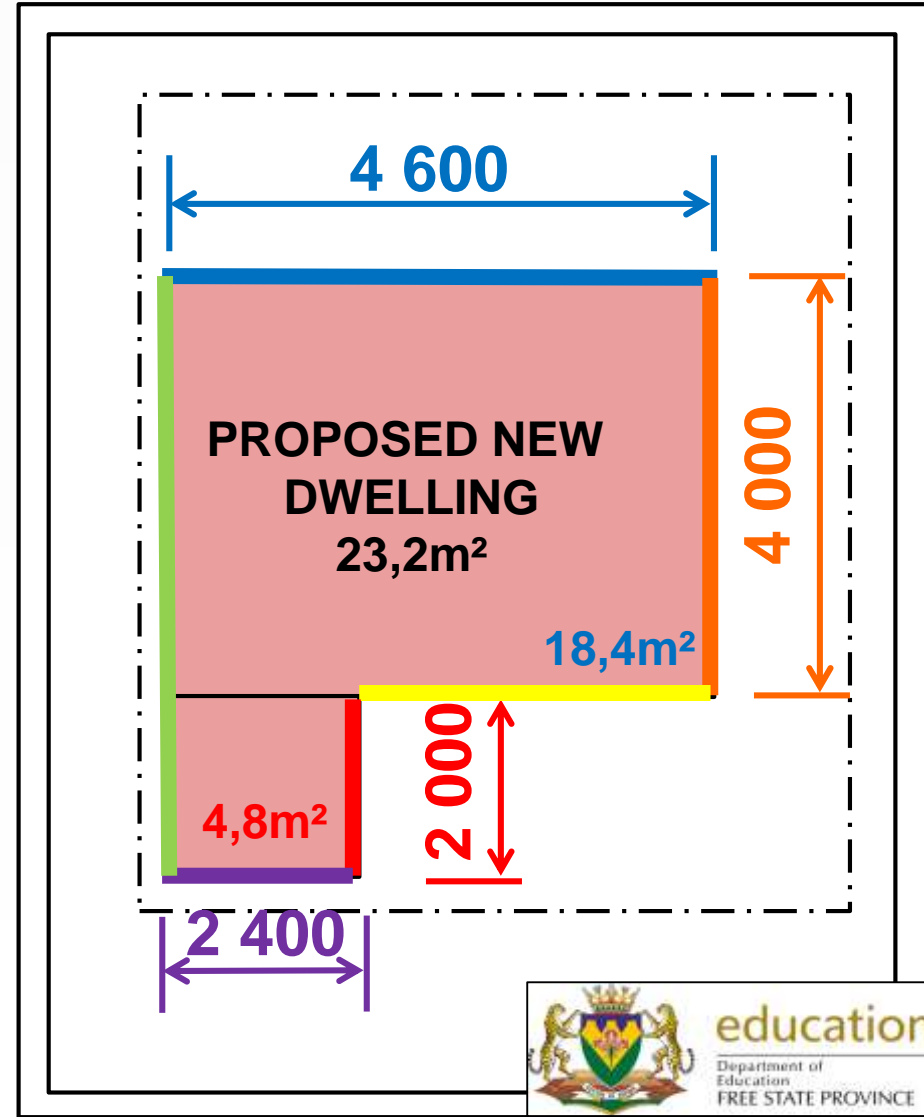 4 600
PROPOSED NEW
DWELLING
23,2m²
4 000
18,4m²
2 000
4,8m²
2 400
education
Department of
Education
FREE STATE PROVINCE